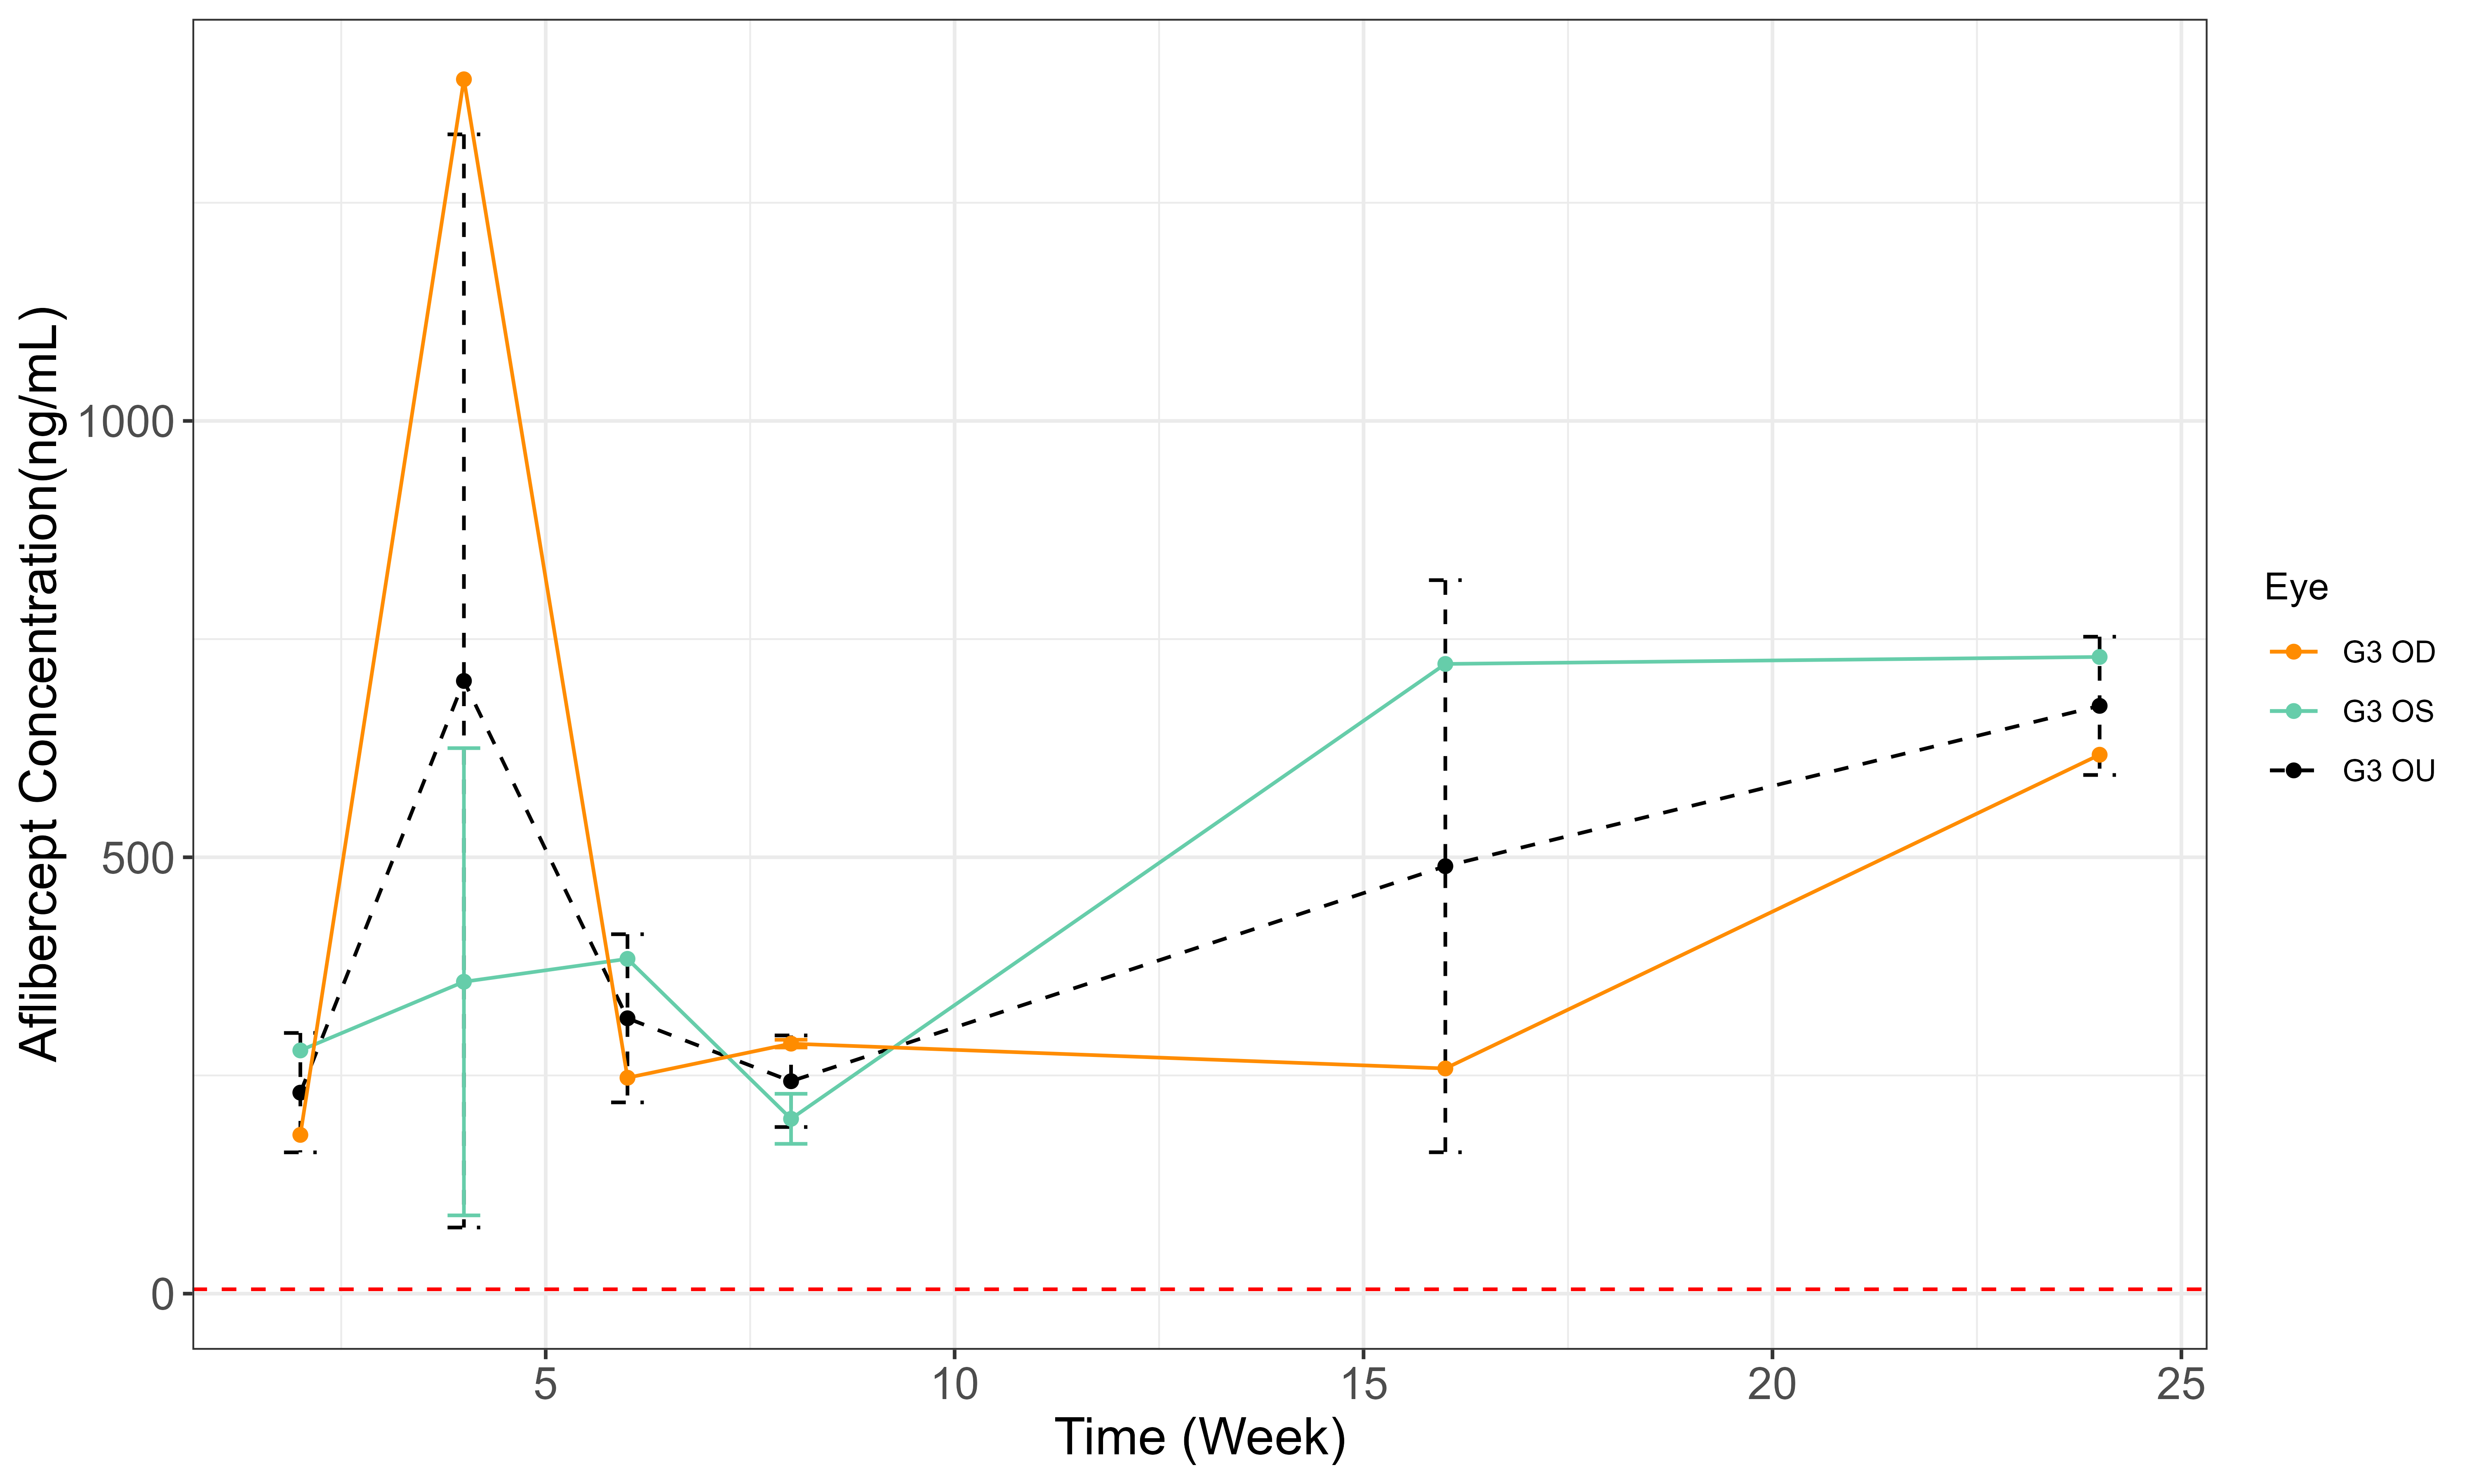 Aflibercept Concentration(ng/mL)
1000
500
0
5 10 15 20 25
Time (Week)
Eye
G3 OD
G3 OS
G3 OU